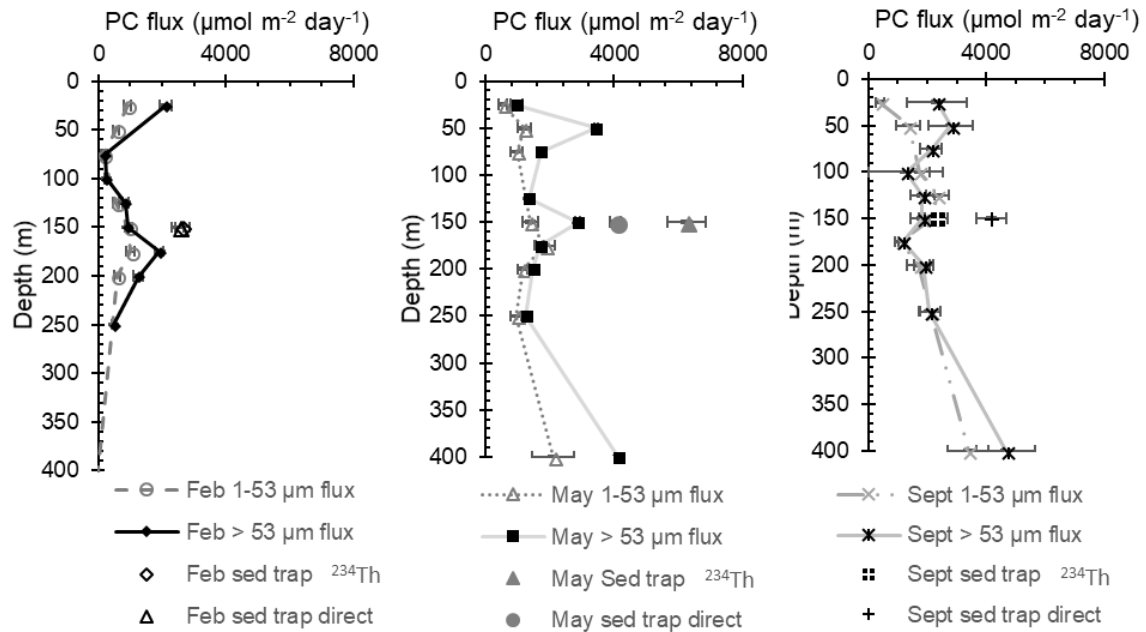 PC flux (µmol m-2 day-1)
0 4000 8000
0
50
100
150
200
250
300
350
400
Depth (m)
Feb 1-53 µm flux
Feb > 53 µm flux
Feb sed trap 234Th
Feb sed trap direct
PC flux (µmol m-2 day-1)
0 4000 8000
0
50
100
150
200
250
300
350
400
Depth (m)
May 1-53 µm flux
May > 53 µm flux
May Sed trap 234Th
May sed trap direct
PC flux (µmol m-2 day-1)
0 4000 8000
0
50
100
150
200
250
300
350
400
Depth (m)
Sept 1-53 µm flux
Sept > 53 µm flux
Sept sed trap 234Th
Sept sed trap direct